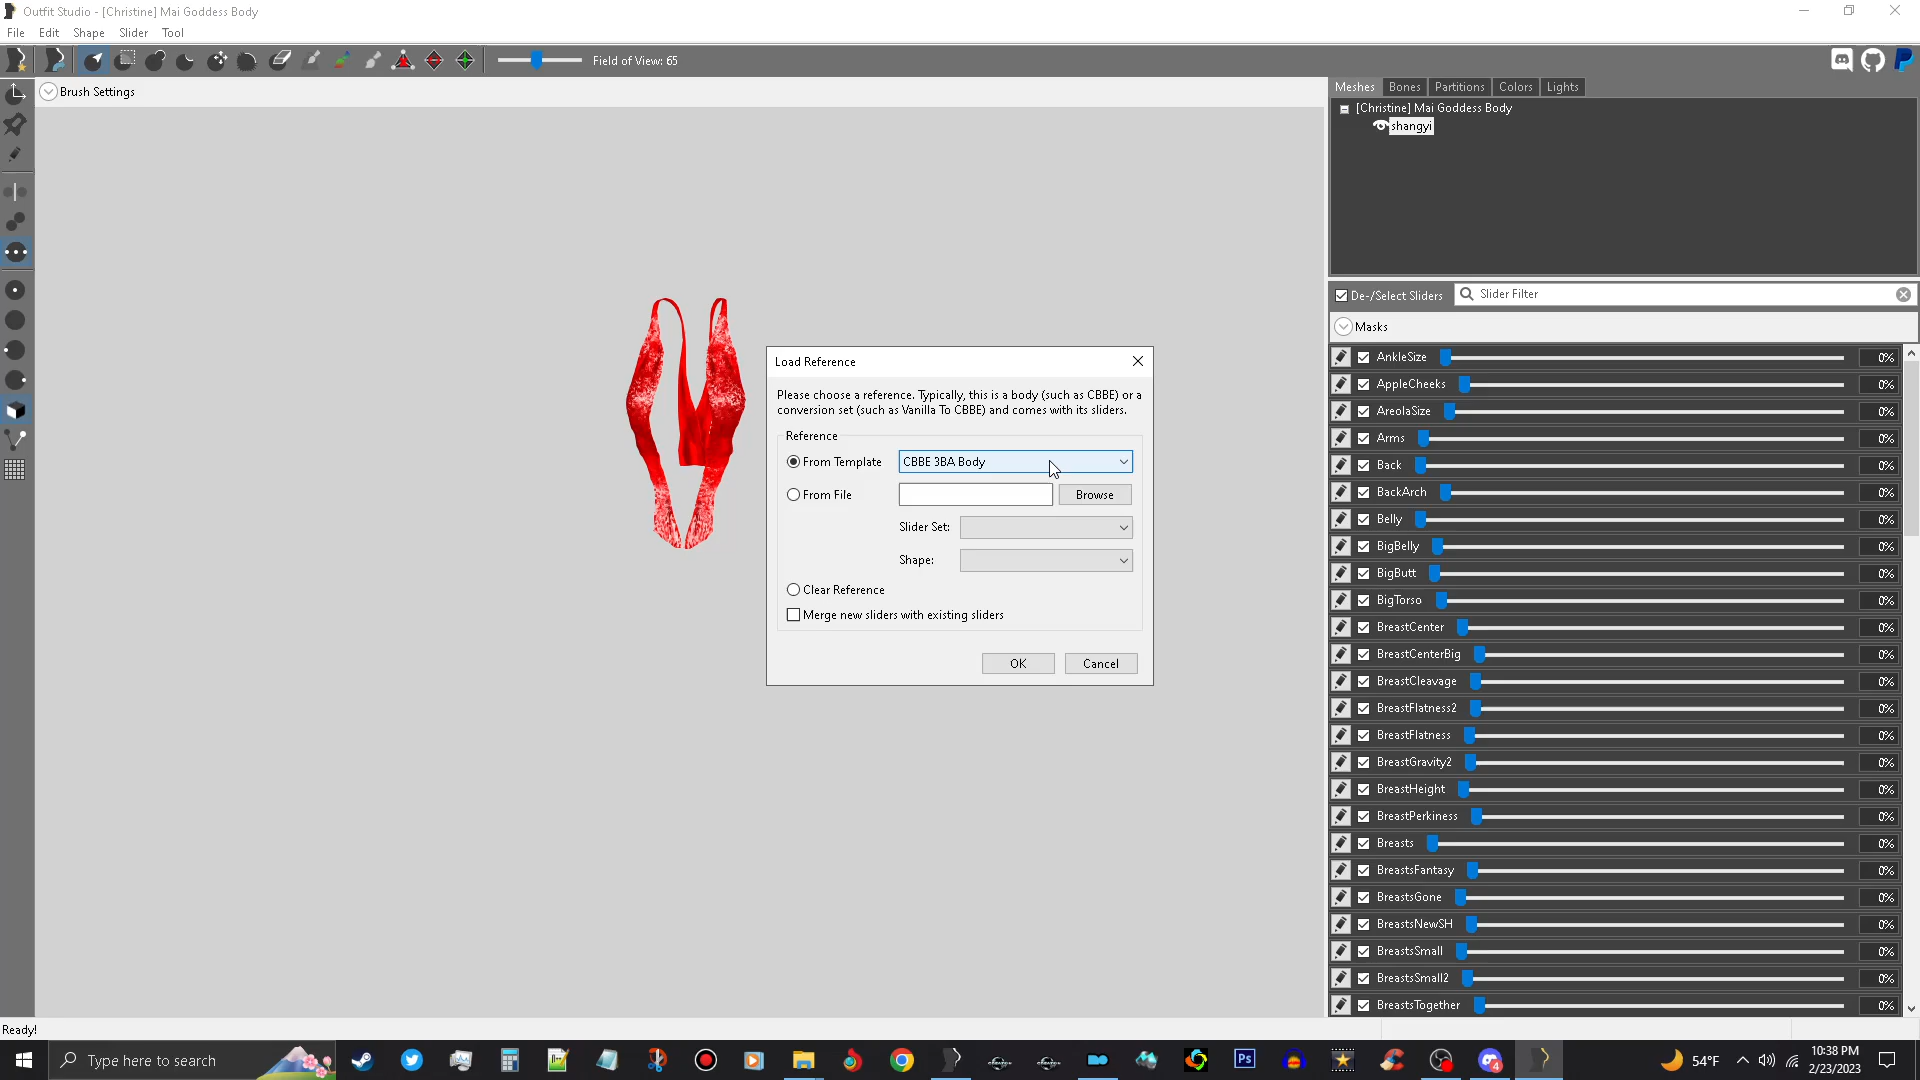 Outfit Studio - [Christine] Mai Goddess Body
File Edit Shape Slider Tool
Field of View: 65
Brush Settings
Meshes Bones Partitions Colors Lights
[Christine] Mai Goddess Body
shangyi
De-/Select Sliders Slider Filter
Masks
Load Reference
Please choose a reference. Typically, this is a body (such as CBBE) or a
conversion set (such as Vanilla To CBBE) and comes with its sliders.
Reference
From Template CBBE 3BA Body
From File Browse
Slider Set:
Shape:
Clear Reference
Merge new sliders with existing sliders
OK Cancel
AnkleSize 0%
AppleCheeks 0%
AreolaSize 0%
Arms 0%
Back 0%
BackArch 0%
Belly 0%
BigBelly 0%
BigButt 0%
BigTorso 0%
BreastCenter 0%
BreastCenterBig 0%
BreastCleavage 0%
BreastFlatness2 0%
BreastFlatness 0%
BreastGravity2 0%
BreastHeight 0%
BreastPerkiness 0%
Breasts 0%
BreastsFantasy 0%
BreastsGone 0%
BreastsNewSH 0%
BreastsSmall 0%
BreastsSmall2 0%
BreastsTogether 0%
Ready!
Type here to search
Ps
4
54°F
10:38 PM
2/23/2023